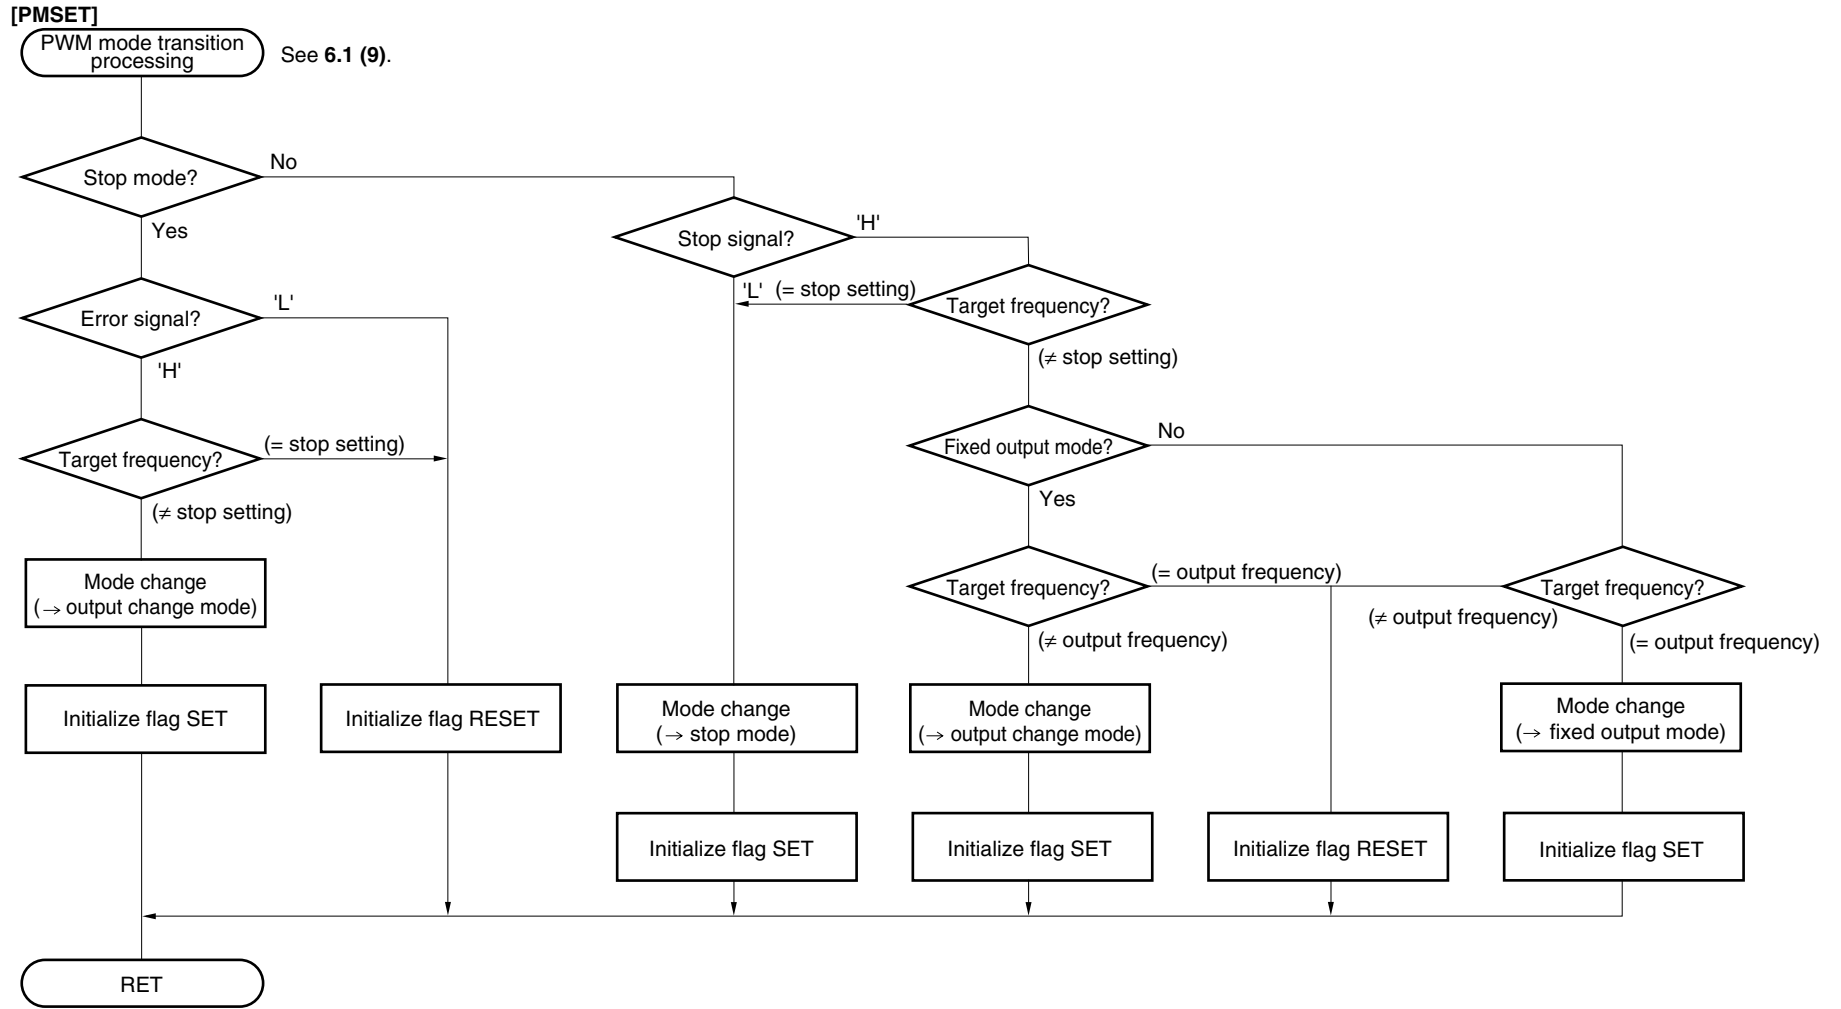 [PMSET]
PWM mode transition
processing
See 6.1 (9).
Stop mode?
No
Yes
Stop signal?
'H'
'L'
(= stop setting)
Target frequency?
(≠ stop setting)
Error signal?
'L'
'H'
Target frequency?
(= stop setting)
(≠ stop setting)
Fixed output mode?
No
Yes
Target frequency?
(= output frequency)
(≠ output frequency)
Target frequency?
(≠ output frequency)
(= output frequency)
Mode change
(→ output change mode)
Initialize flag SET
Initialize flag RESET
Mode change
(→ stop mode)
Mode change
(→ output change mode)
Mode change
(→ fixed output mode)
Initialize flag SET
Initialize flag SET
Initialize flag RESET
Initialize flag SET
RET